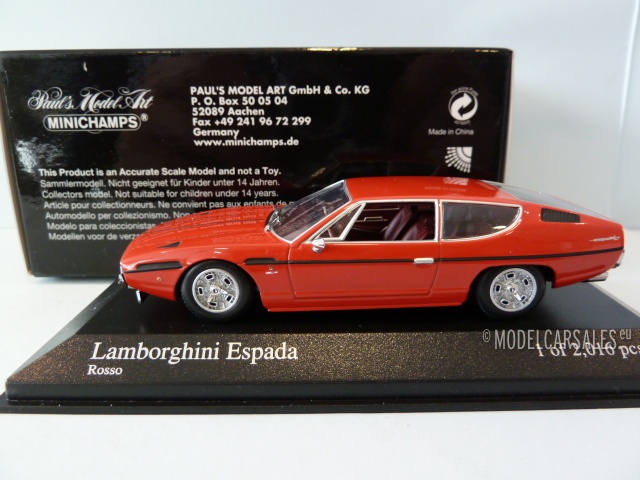 Paul's Model Art
MINICHAMPS®
PAUL'S MODEL ART GmbH & Co. KG
P. O. Box 50 05 04
52089 Aachen
Fax +49 241 96 72 299
Germany
www.minichamps.de
Made in China
This Product is an Accurate Scale Model and not a Toy.
Sammlermodell. Nicht geeignet für Kinder unter 14 Jahren.
Collectors model. Not suitable for children under 14 years.
Article pour collectionneurs. Ne convient pas aux enfants de
Automodello per collezionismo. Non
Modelo para coleccionistas
Modellen för
© MODELCARSALES.eu
Lamborghini Espada
1 of 2,016 pcs
Rosso